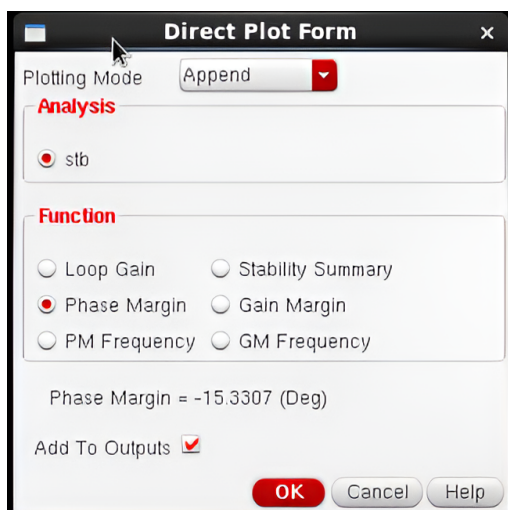 Direct Plot Form
Plotting Mode Append
Analysis
stb
Function
Loop Gain Stability Summary
Phase Margin Gain Margin
PM Frequency GM Frequency
Phase Margin = -15.3307 (Deg)
Add To Outputs
OK Cancel Help